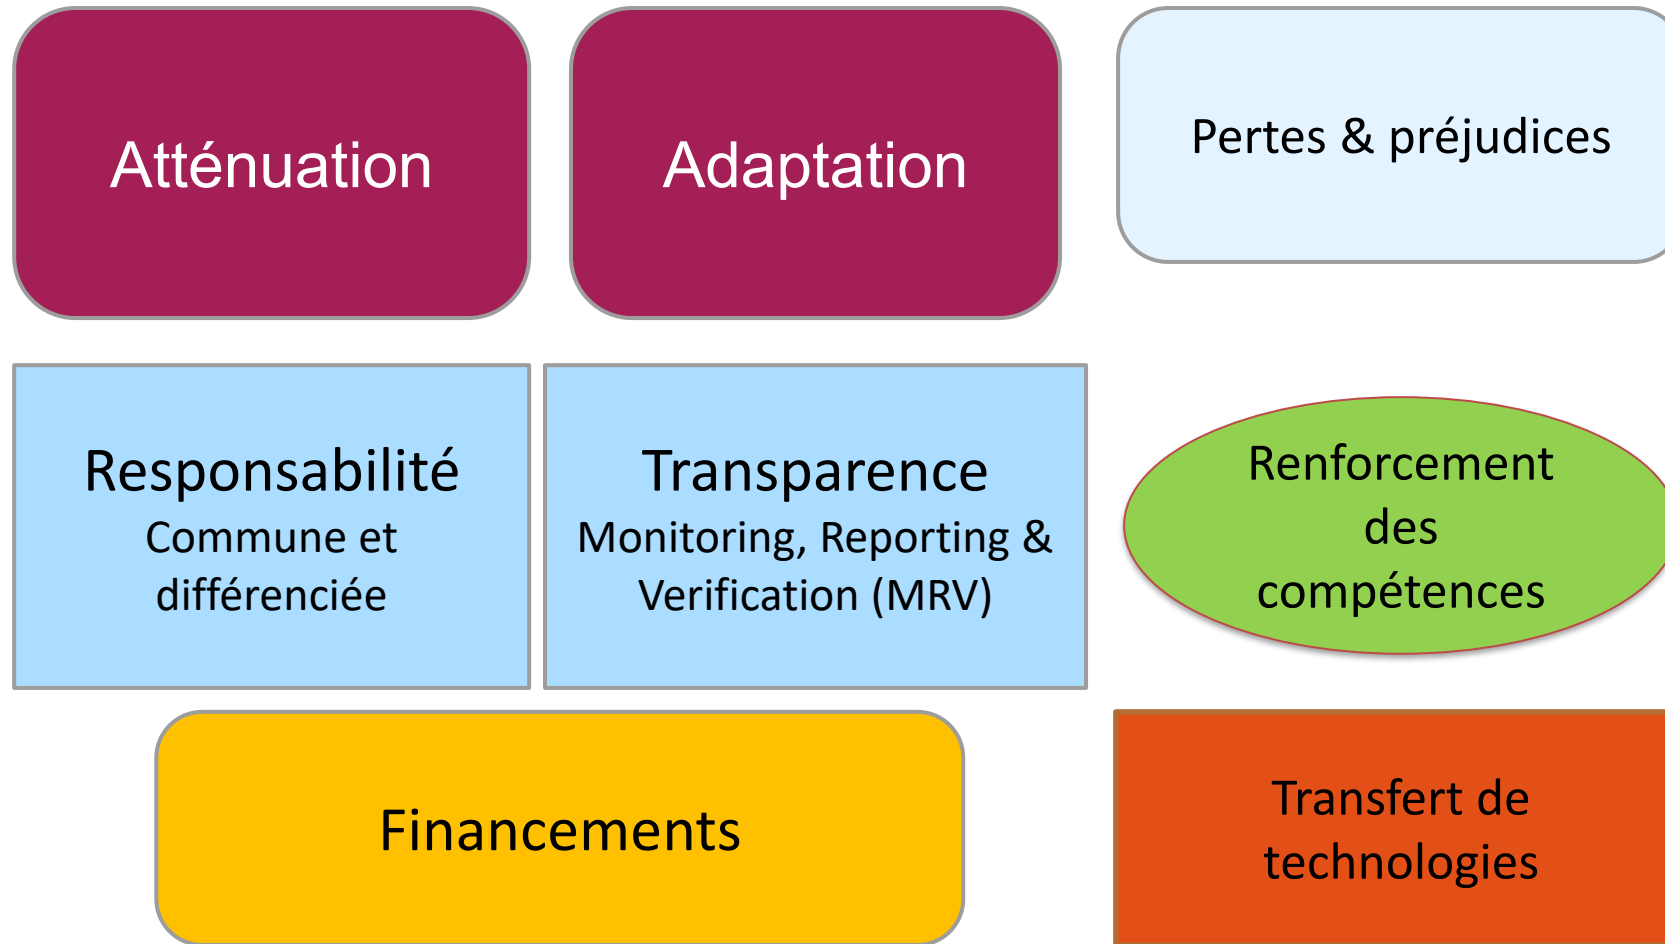 Atténuation
Adaptation
Pertes & préjudices
Responsabilité
Commune et
différenciée
Transparence
Monitoring, Reporting &
Verification (MRV)
Renforcement
des
compétences
Financements
Transfert de
technologies